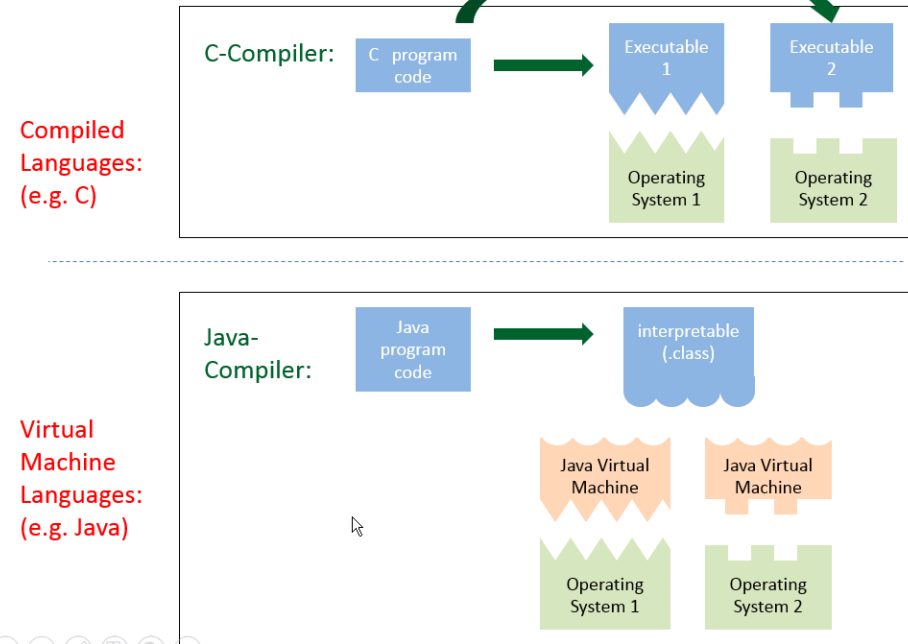 C-Compiler:
C program
code
Executable
1
Executable
2
Compiled
Languages:
(e.g. C)
Operating
System 1
Operating
System 2
Java-
Compiler:
Java
program
code
interpretable
(.class)
Virtual
Machine
Languages:
(e.g. Java)
Java Virtual
Machine
Java Virtual
Machine
Operating
System 1
Operating
System 2